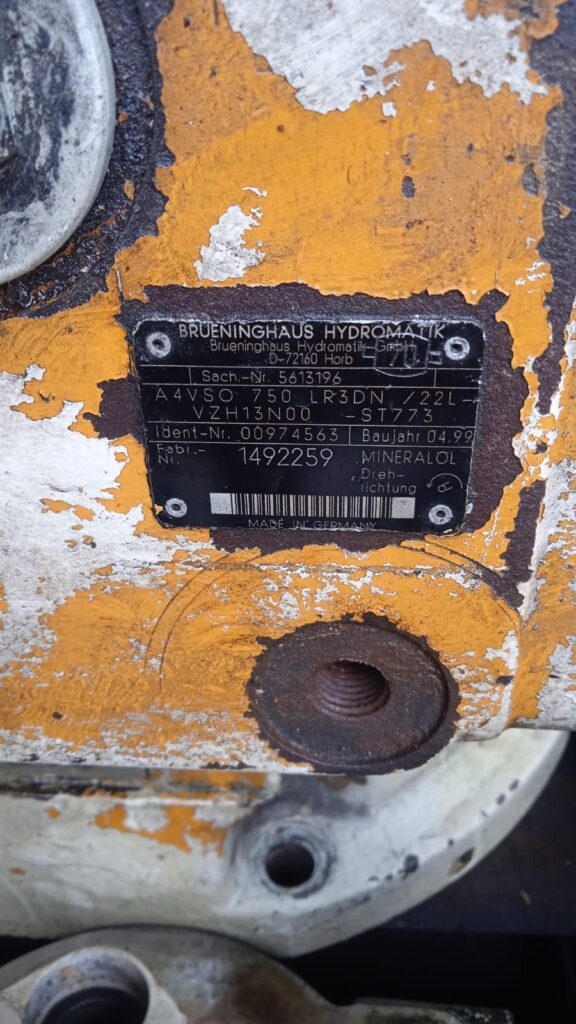 BRUENINGHAUS HYDROMATIK
Brueninghaus Hydromatik GmbH
D-72160 Horb
70
Sach.-Nr. 5613196
A4VSO 750 LR3DN /22L-
VZH13N00 -ST773
Ident-Nr. 00974563 Baujahr 04.99
Fabr.-Nr. 1492259 MINERALÖL
Dreh-
richtung
MADE IN GERMANY